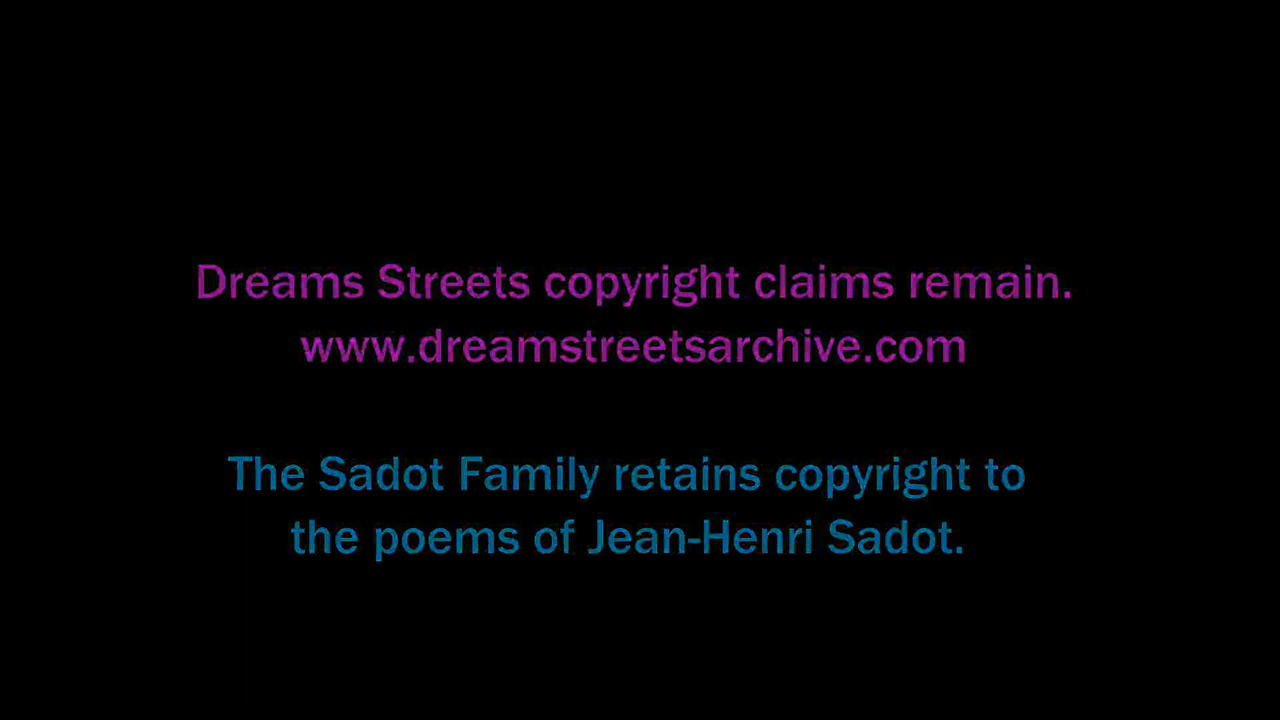 Dreams Streets copyright claims remain.
www.dreamstreetsarchive.com
The Sadot Family retains copyright to
the poems of Jean-Henri Sadot.